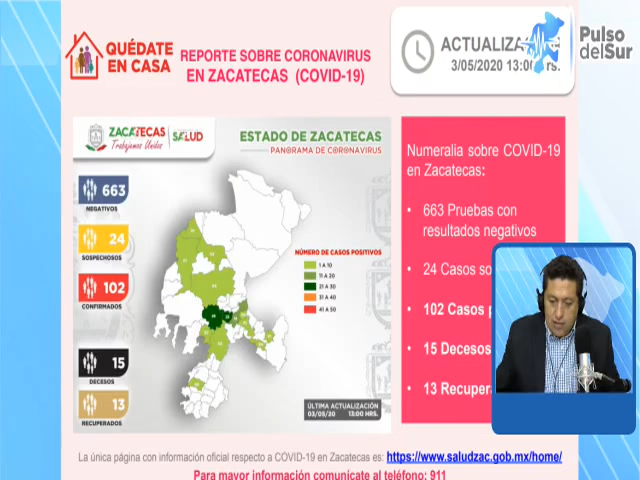 QUÉDATE
EN CASA
REPORTE SOBRE CORONAVIRUS
EN ZACATECAS (COVID-19)
3/05/2020 13:00 HRS.
Pulso
delSur
ZACATECAS
Trabajemos Unidos
SALUD
ESTADO DE ZACATECAS
PANORAMA DE CORONAVIRUS
663
NEGATIVOS
24
SOSPECHOSOS
102
CONFIRMADOS
15
DECESOS
13
RECUPERADOS
NÚMERO DE CASOS POSITIVOS
1 A 10
11 A 20
21 A 30
31 A 40
41 A 50
ÚLTIMA ACTUALIZACIÓN
03/05/20 13:00 HRS.
Numeralia sobre COVID-19
en Zacatecas:
• 663 Pruebas con
resultados negativos
• 24 Casos so
• 102 Casos
• 15 Decesos
• 13 Recupera
La única página con información oficial respecto a COVID-19 en Zacatecas es: https://www.saludzac.gob.mx/home/
Para mayor información comunícate al teléfono: 911